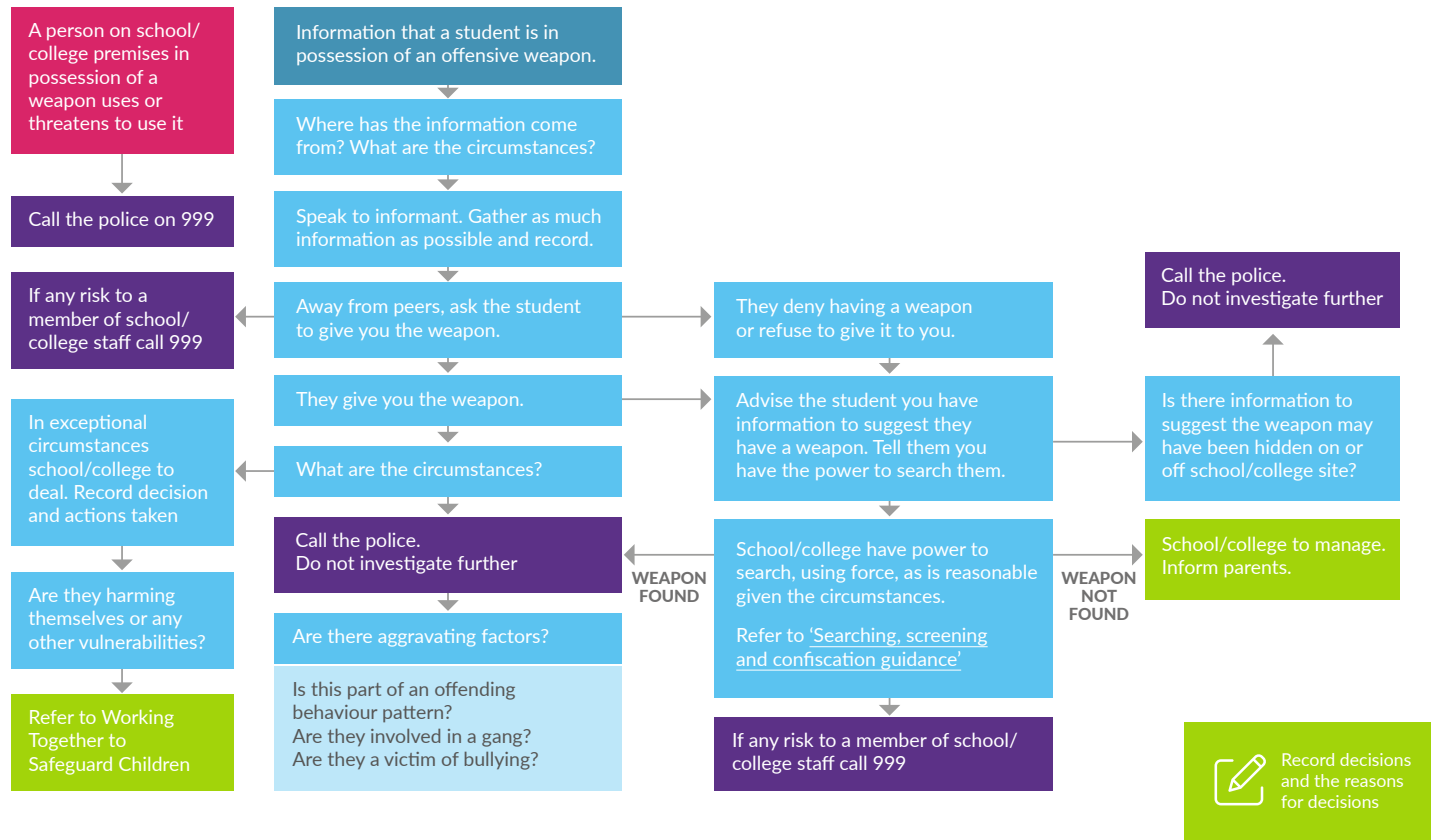 A person on school/
college premises in
possession of a
weapon uses or
threatens to use it
Call the police on 999
If any risk to a
member of school/
college staff call 999
In exceptional
circumstances
school/college to
deal. Record decision
and actions taken
Are they harming
themselves or any
other vulnerabilities?
Refer to Working
Together to
Safeguard Children
Information that a student is in
possession of an offensive weapon.
Where has the information come
from? What are the circumstances?
Speak to informant. Gather as much
information as possible and record.
Away from peers, ask the student
to give you the weapon.
They give you the weapon.
What are the circumstances?
Call the police.
Do not investigate further
Are there aggravating factors?
Is this part of an offending
behaviour pattern?
Are they involved in a gang?
Are they a victim of bullying?
They deny having a weapon
or refuse to give it to you.
Advise the student you have
information to suggest they
have a weapon. Tell them you
have the power to search them.
WEAPON
FOUND
School/college have power to
search, using force, as is reasonable
given the circumstances.
Refer to ‘Searching, screening
and confiscation guidance’
WEAPON
NOT
FOUND
If any risk to a member of school/
college staff call 999
Call the police.
Do not investigate further
Is there information to
suggest the weapon may
have been hidden on or
off school/college site?
School/college to manage.
Inform parents.
Record decisions
and the reasons
for decisions